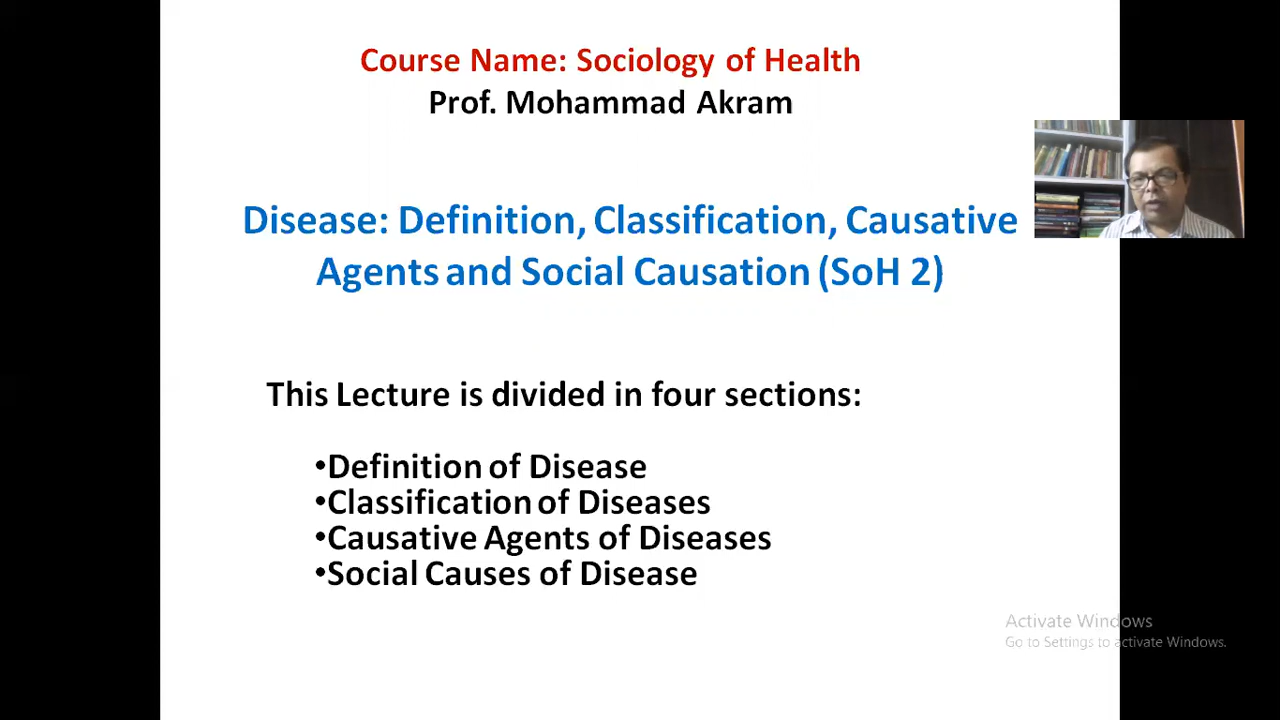 Course Name: Sociology of Health
Prof. Mohammad Akram
Disease: Definition, Classification, Causative
Agents and Social Causation (SoH 2)
This Lecture is divided in four sections:
•Definition of Disease
•Classification of Diseases
•Causative Agents of Diseases
•Social Causes of Disease
Activate Windows
Go to Settings to activate Windows.